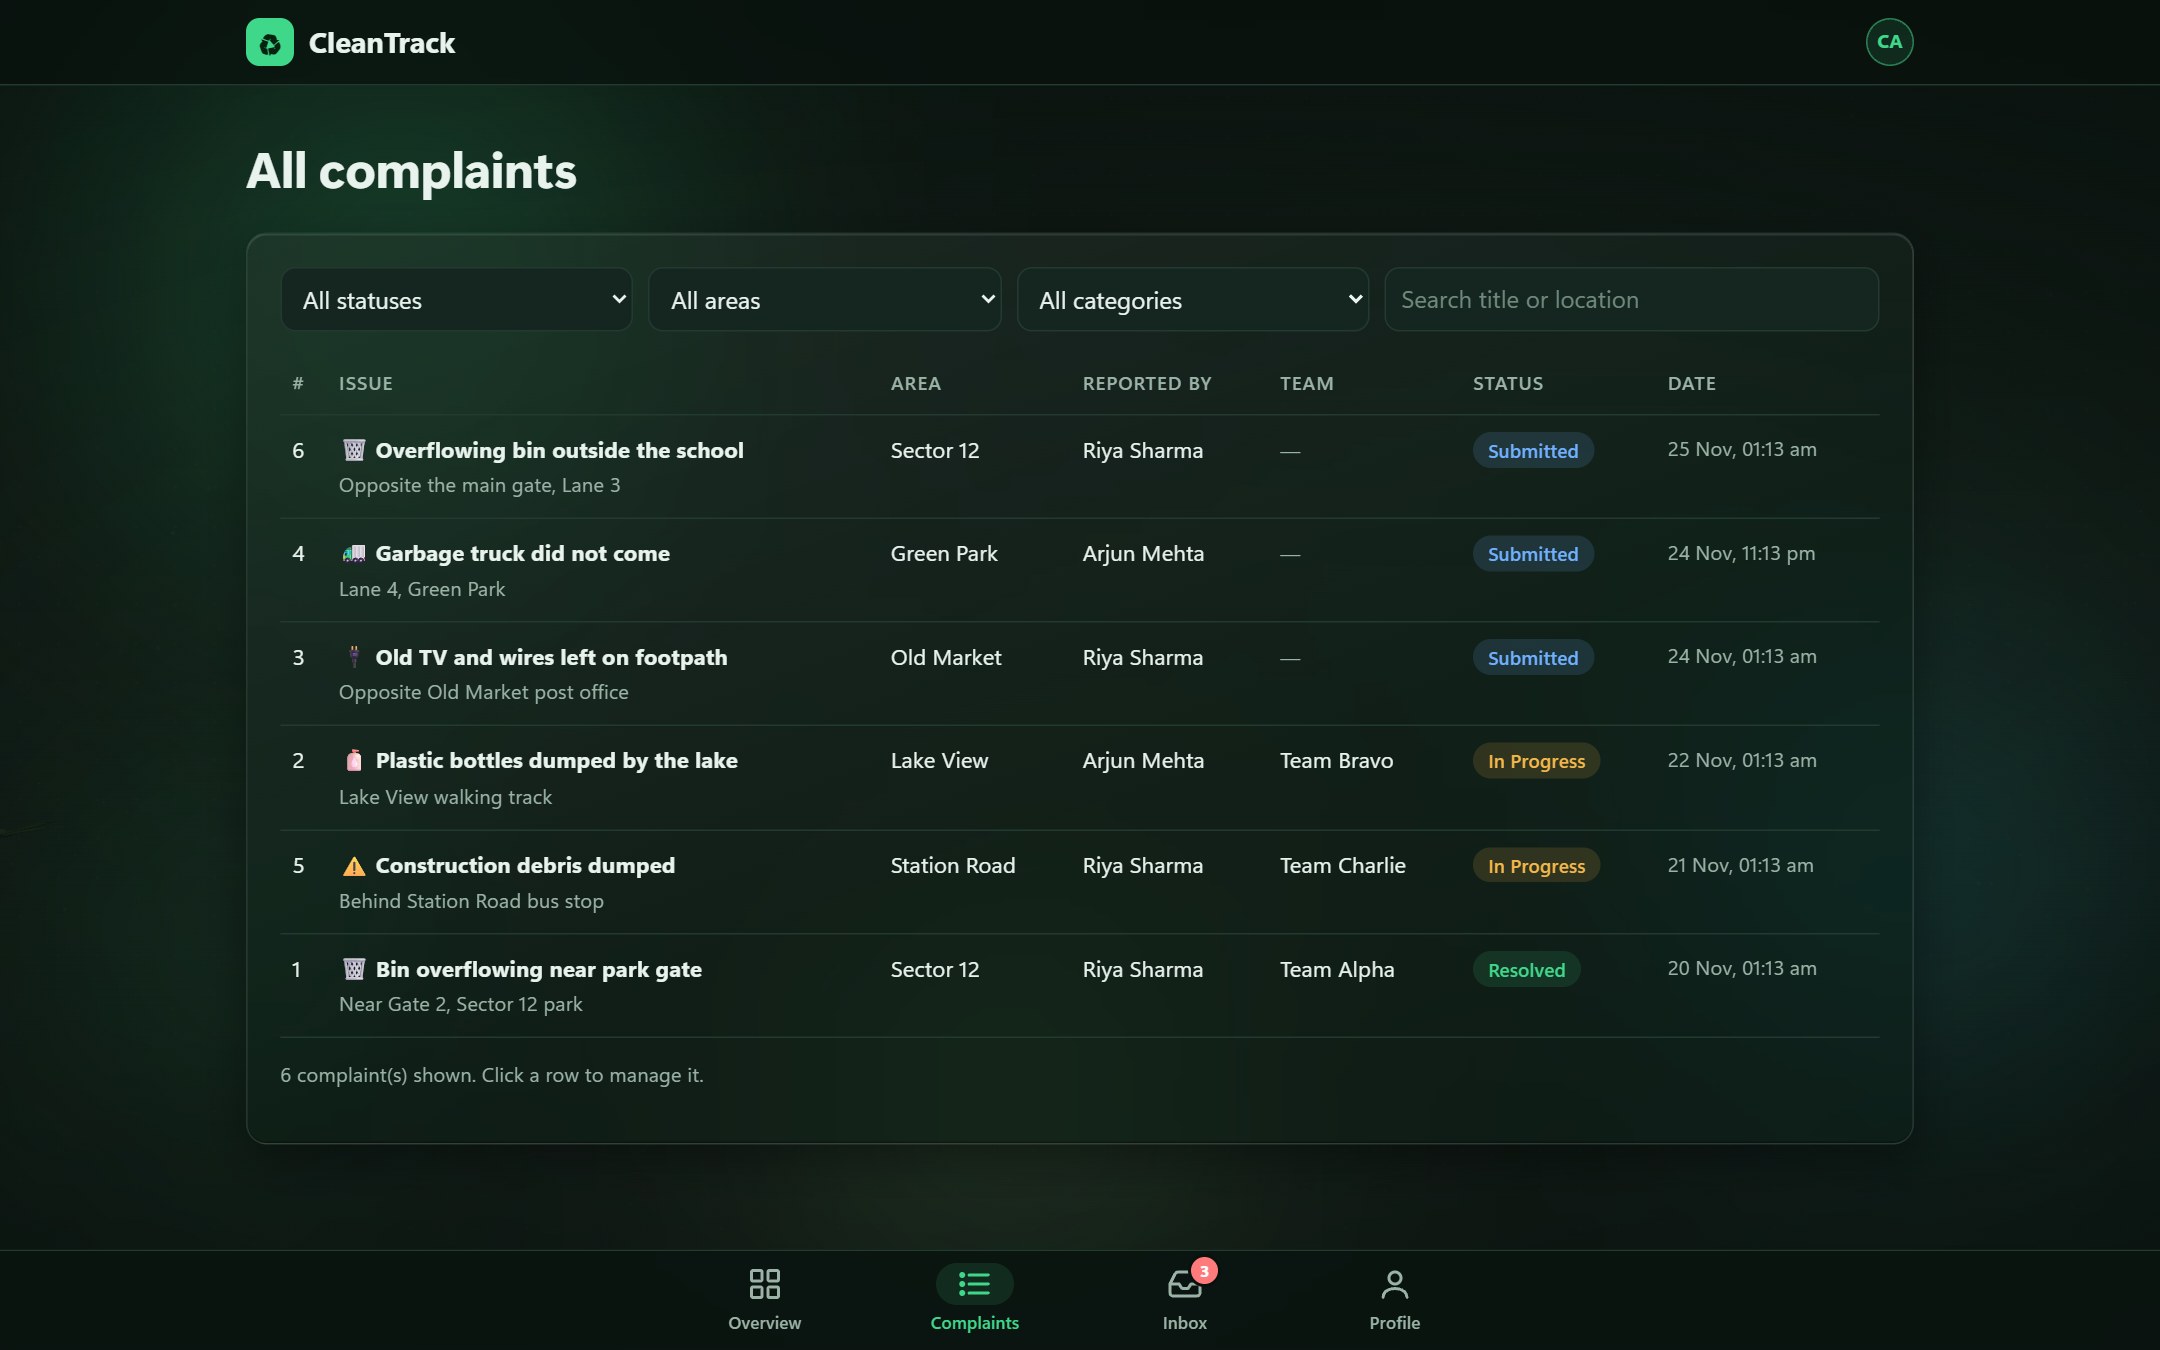 CleanTrack
CA
All complaints
All statuses
All areas
All categories
Search title or location
# ISSUE AREA REPORTED BY TEAM STATUS DATE
6 Overflowing bin outside the school Sector 12 Riya Sharma — Submitted 25 Nov, 01:13 am
Opposite the main gate, Lane 3
4 Garbage truck did not come Green Park Arjun Mehta — Submitted 24 Nov, 11:13 pm
Lane 4, Green Park
3 Old TV and wires left on footpath Old Market Riya Sharma — Submitted 24 Nov, 01:13 am
Opposite Old Market post office
2 Plastic bottles dumped by the lake Lake View Arjun Mehta Team Bravo In Progress 22 Nov, 01:13 am
Lake View walking track
5 Construction debris dumped Station Road Riya Sharma Team Charlie In Progress 21 Nov, 01:13 am
Behind Station Road bus stop
1 Bin overflowing near park gate Sector 12 Riya Sharma Team Alpha Resolved 20 Nov, 01:13 am
Near Gate 2, Sector 12 park
6 complaint(s) shown. Click a row to manage it.
3
Overview Complaints Inbox Profile